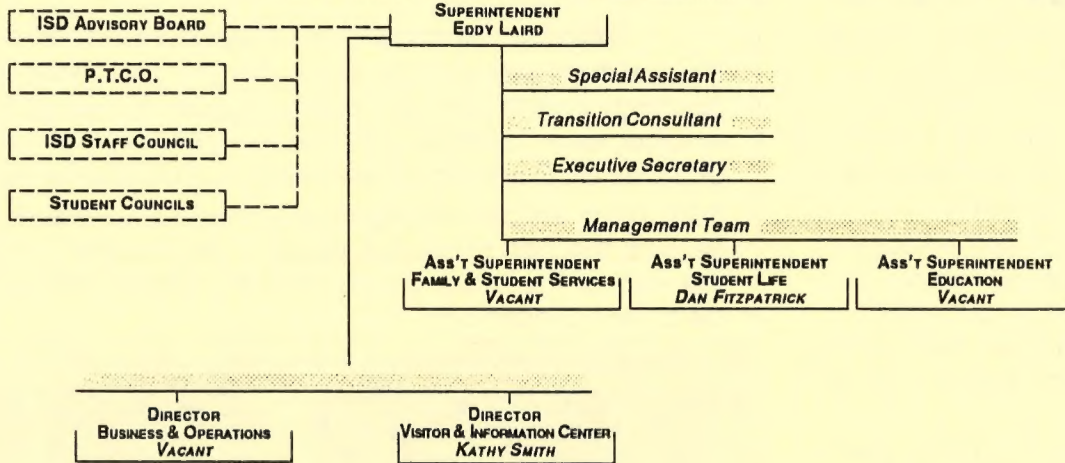 ISD ADVISORY BOARD
P.T.C.O.
ISD STAFF COUNCIL
STUDENT COUNCILS
SUPERINTENDENT
EDDY LAIRD
Special Assistant
Transition Consultant
Executive Secretary
Management Team
ASS'T SUPERINTENDENT
FAMILY & STUDENT SERVICES
VACANT
ASS'T SUPERINTENDENT
STUDENT LIFE
DAN FITZPATRICK
ASS'T SUPERINTENDENT
EDUCATION
VACANT
DIRECTOR
BUSINESS & OPERATIONS
VACANT
DIRECTOR
VISITOR & INFORMATION CENTER
KATHY SMITH